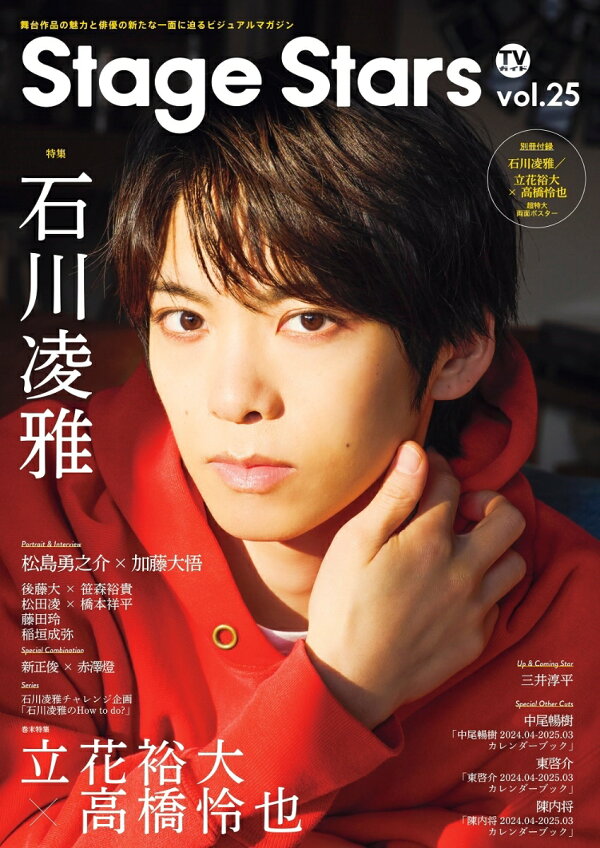 舞台作品の魅力と俳優の新たな一面に迫るビジュアルマガジン
Stage Stars
TV
ガイド
vol.25
別冊付録
石川凌雅／
立花裕大
× 高橋怜也
超特大
両面ポスター
特集
石川凌雅
Portrait & Interview
松島勇之介 × 加藤大悟
後藤大 × 笹森裕貴
松田凌 × 橋本祥平
藤田玲
稲垣成弥
Special Combination
新正俊 × 赤澤燈
Series
石川凌雅チャレンジ企画
「石川凌雅のHow to do?」
巻末特集
立花裕大
× 高橋怜也
Up & Coming Star
三井淳平
Special Other Cuts
中尾暢樹
「中尾暢樹 2024.04-2025.03
カレンダーブック」
東啓介
「東啓介 2024.04-2025.03
カレンダーブック」
陳内将
「陳内将 2024.04-2025.03
カレンダーブック」